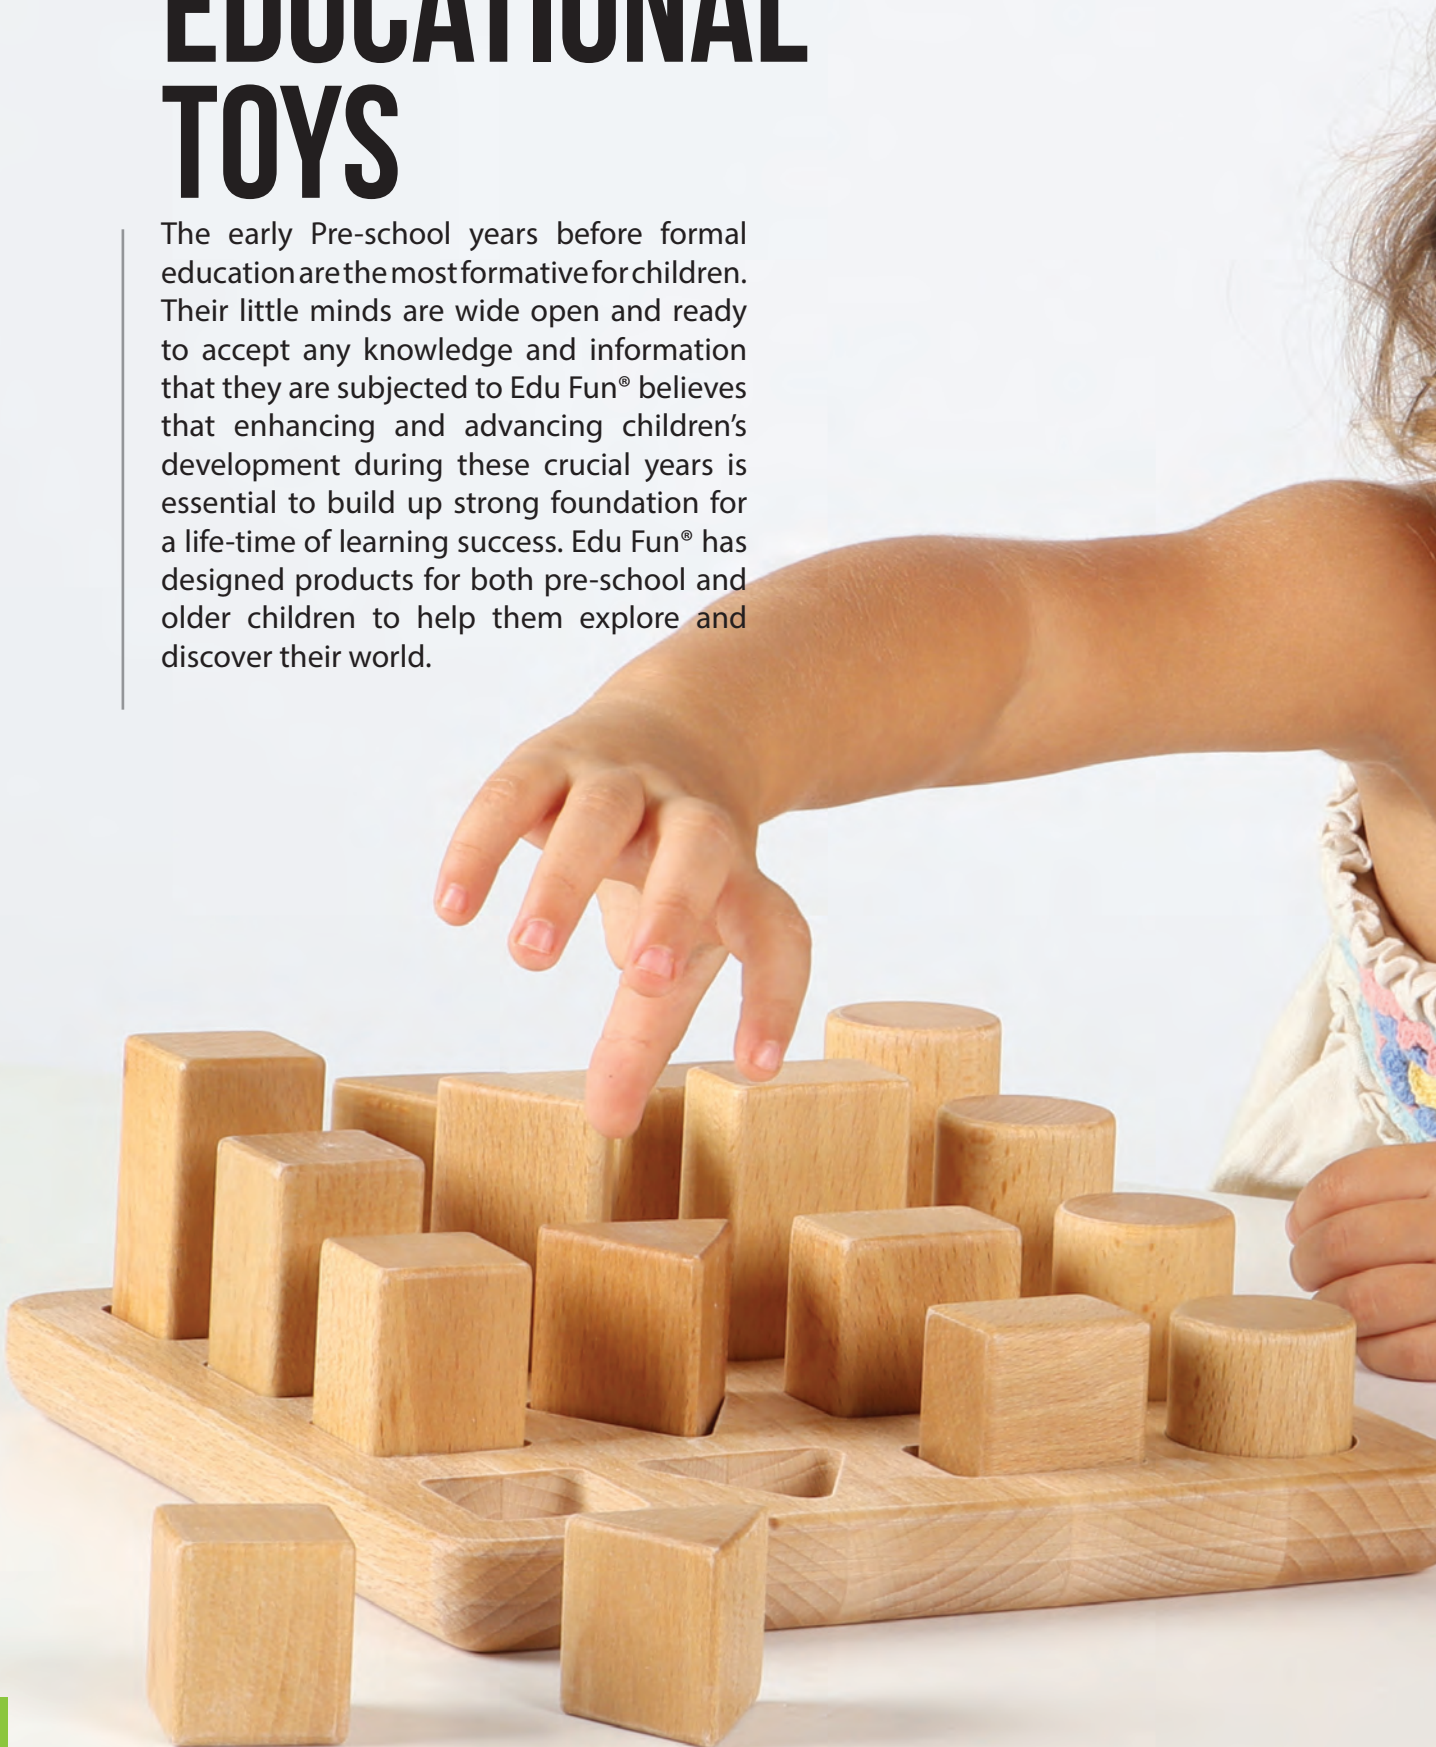 EDUCATIONAL
TOYS
The early Pre-school years before formal
education are the most formative for children.
Their little minds are wide open and ready
to accept any knowledge and information
that they are subjected to Edu Fun® believes
that enhancing and advancing children’s
development during these crucial years is
essential to build up strong foundation for
a life-time of learning success. Edu Fun® has
designed products for both pre-school and
older children to help them explore and
discover their world.